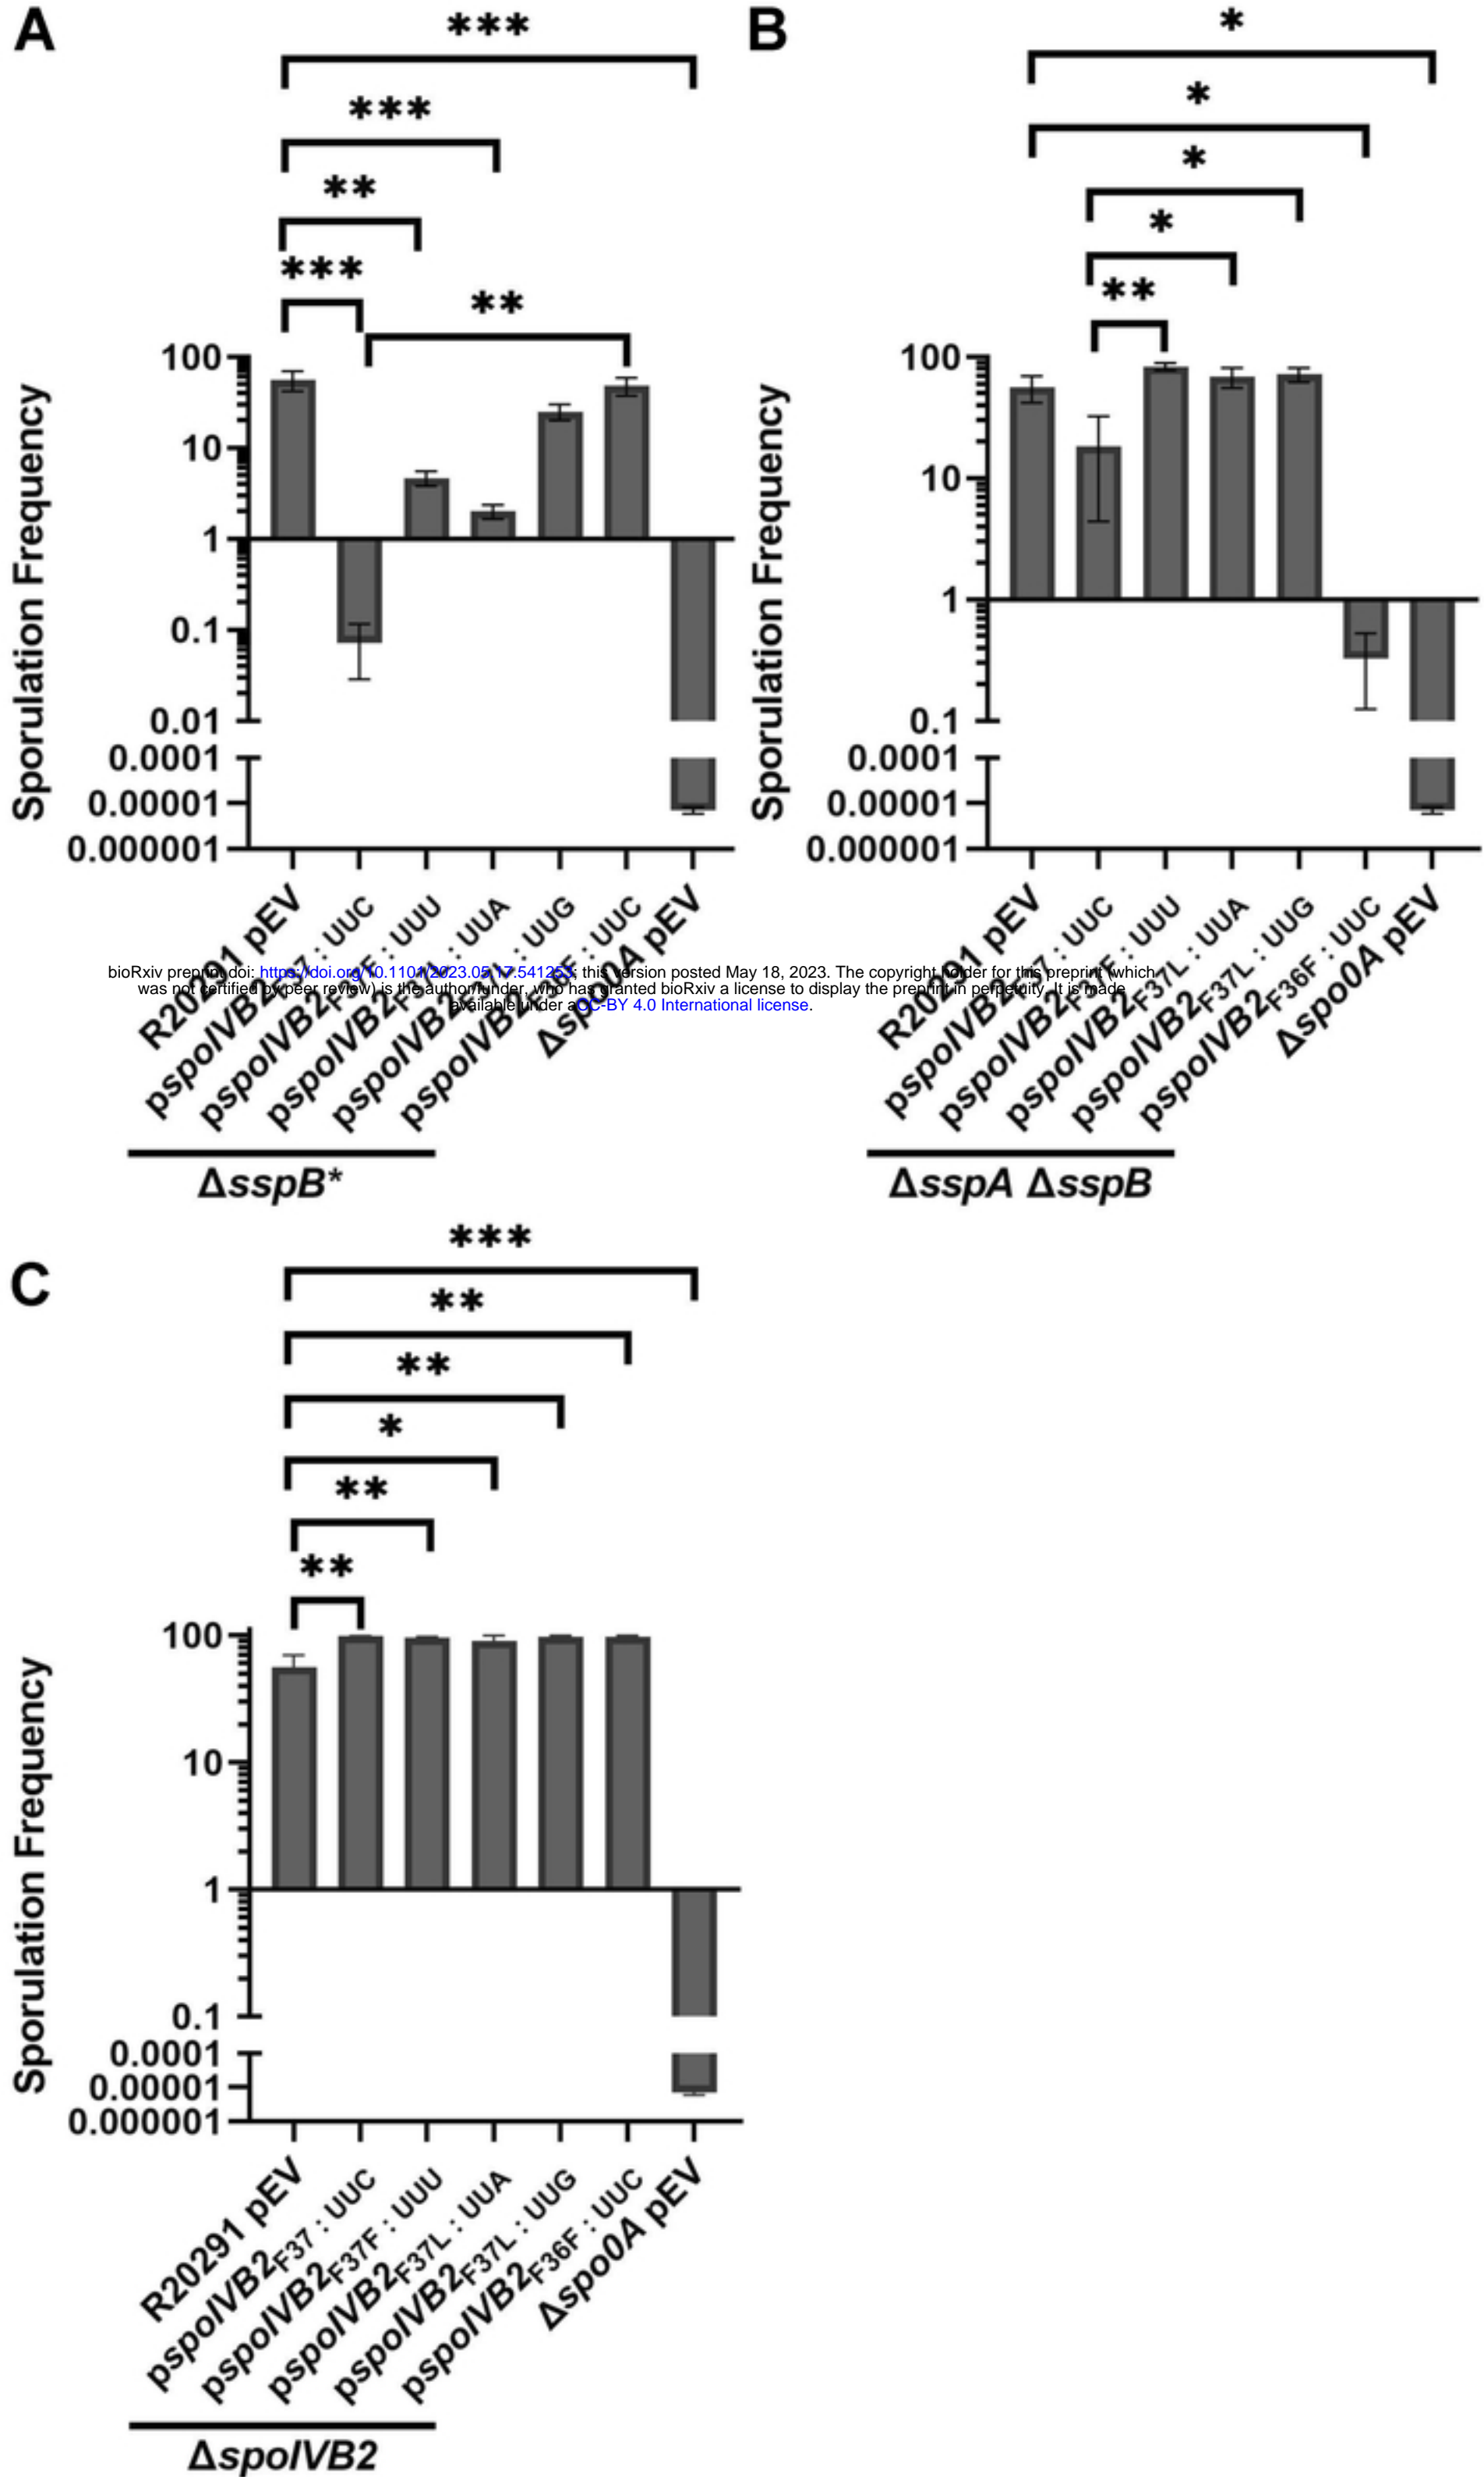 A
***
***
**
***
**
Sporulation Frequency
100
10
1
0.1
0.01
0.0001
0.00001
0.000001
R20291 pEV
pspoIVB2F37 : UUC
pspoIVB2F37F : UUU
pspoIVB2F37L : UUA
pspoIVB2F37L : UUG
pspoIVB2F36F : UUC
Δspo0A pEV
ΔsspB*
B
*
*
*
*
**
Sporulation Frequency
100
10
1
0.1
0.0001
0.00001
0.000001
R20291 pEV
pspoIVB2F37 : UUC
pspoIVB2F37F : UUU
pspoIVB2F37L : UUA
pspoIVB2F37L : UUG
pspoIVB2F36F : UUC
Δspo0A pEV
ΔsspA ΔsspB
bioRxiv preprint doi: https://doi.org/10.1101/2023.05.17.541253; this version posted May 18, 2023. The copyright holder for this preprint (which
was not certified by peer review) is the author/funder, who has granted bioRxiv a license to display the preprint in perpetuity. It is made
available under aCC-BY 4.0 International license.
C
***
**
**
*
**
**
Sporulation Frequency
100
10
1
0.1
0.0001
0.00001
0.000001
R20291 pEV
pspoIVB2F37 : UUC
pspoIVB2F37F : UUU
pspoIVB2F37L : UUA
pspoIVB2F37L : UUG
pspoIVB2F36F : UUC
Δspo0A pEV
ΔspoIVB2